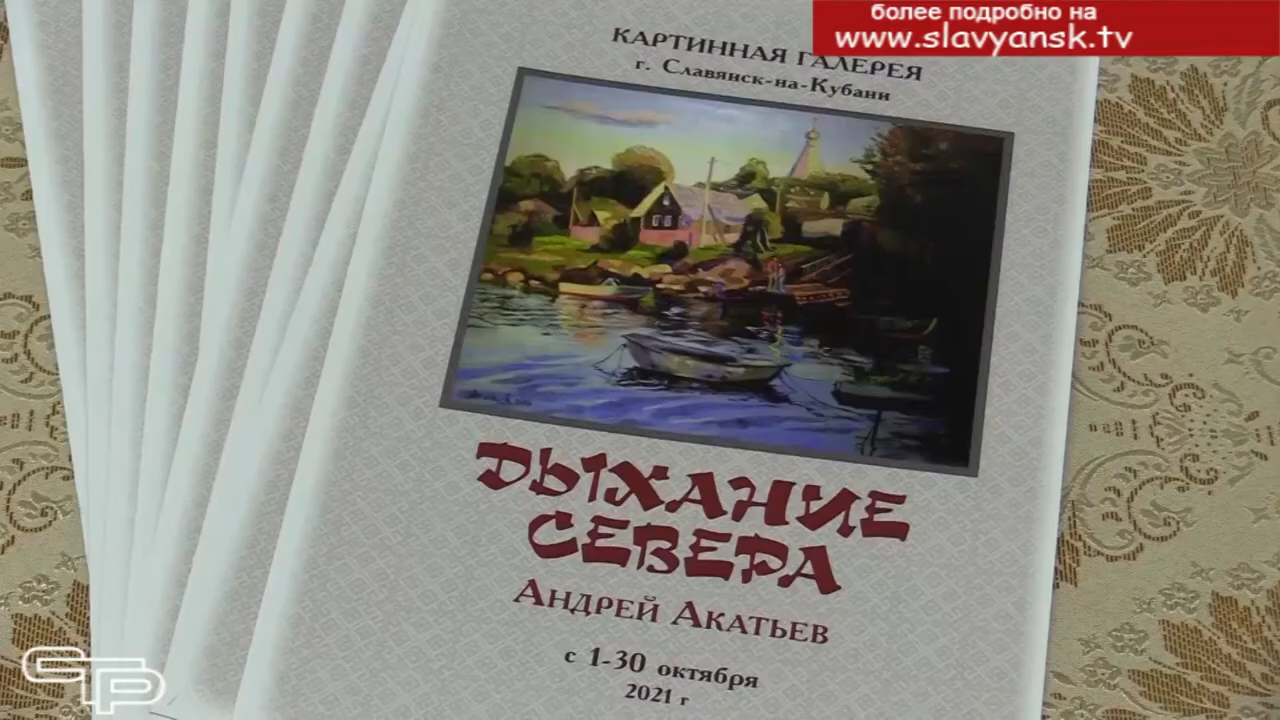 более подробно на
www.slavyansk.tv
КАРТИННАЯ ГАЛЕРЕЯ
г. Славянск-на-Кубани
ДЫХАНИЕ
СЕВЕРА
АНДРЕЙ АКАТЬЕВ
с 1-30 октября
2021 г
СТР